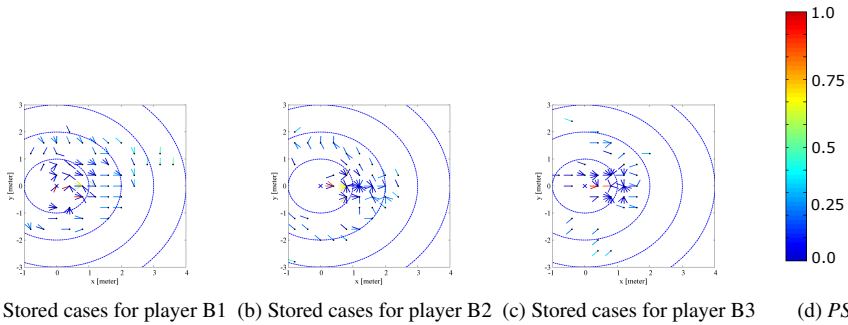 1.0
0.75
0.5
0.25
0.0
3
2
1
0
-1
-2
-3
y [meter]
-1 0 1 2 3 4
x [meter]
3
2
1
0
-1
-2
-3
y [meter]
-1 0 1 2 3 4
x [meter]
3
2
1
0
-1
-2
-3
y [meter]
-1 0 1 2 3 4
x [meter]
Stored cases for player B1 (b) Stored cases for player B2 (c) Stored cases for player B3 (d) PS